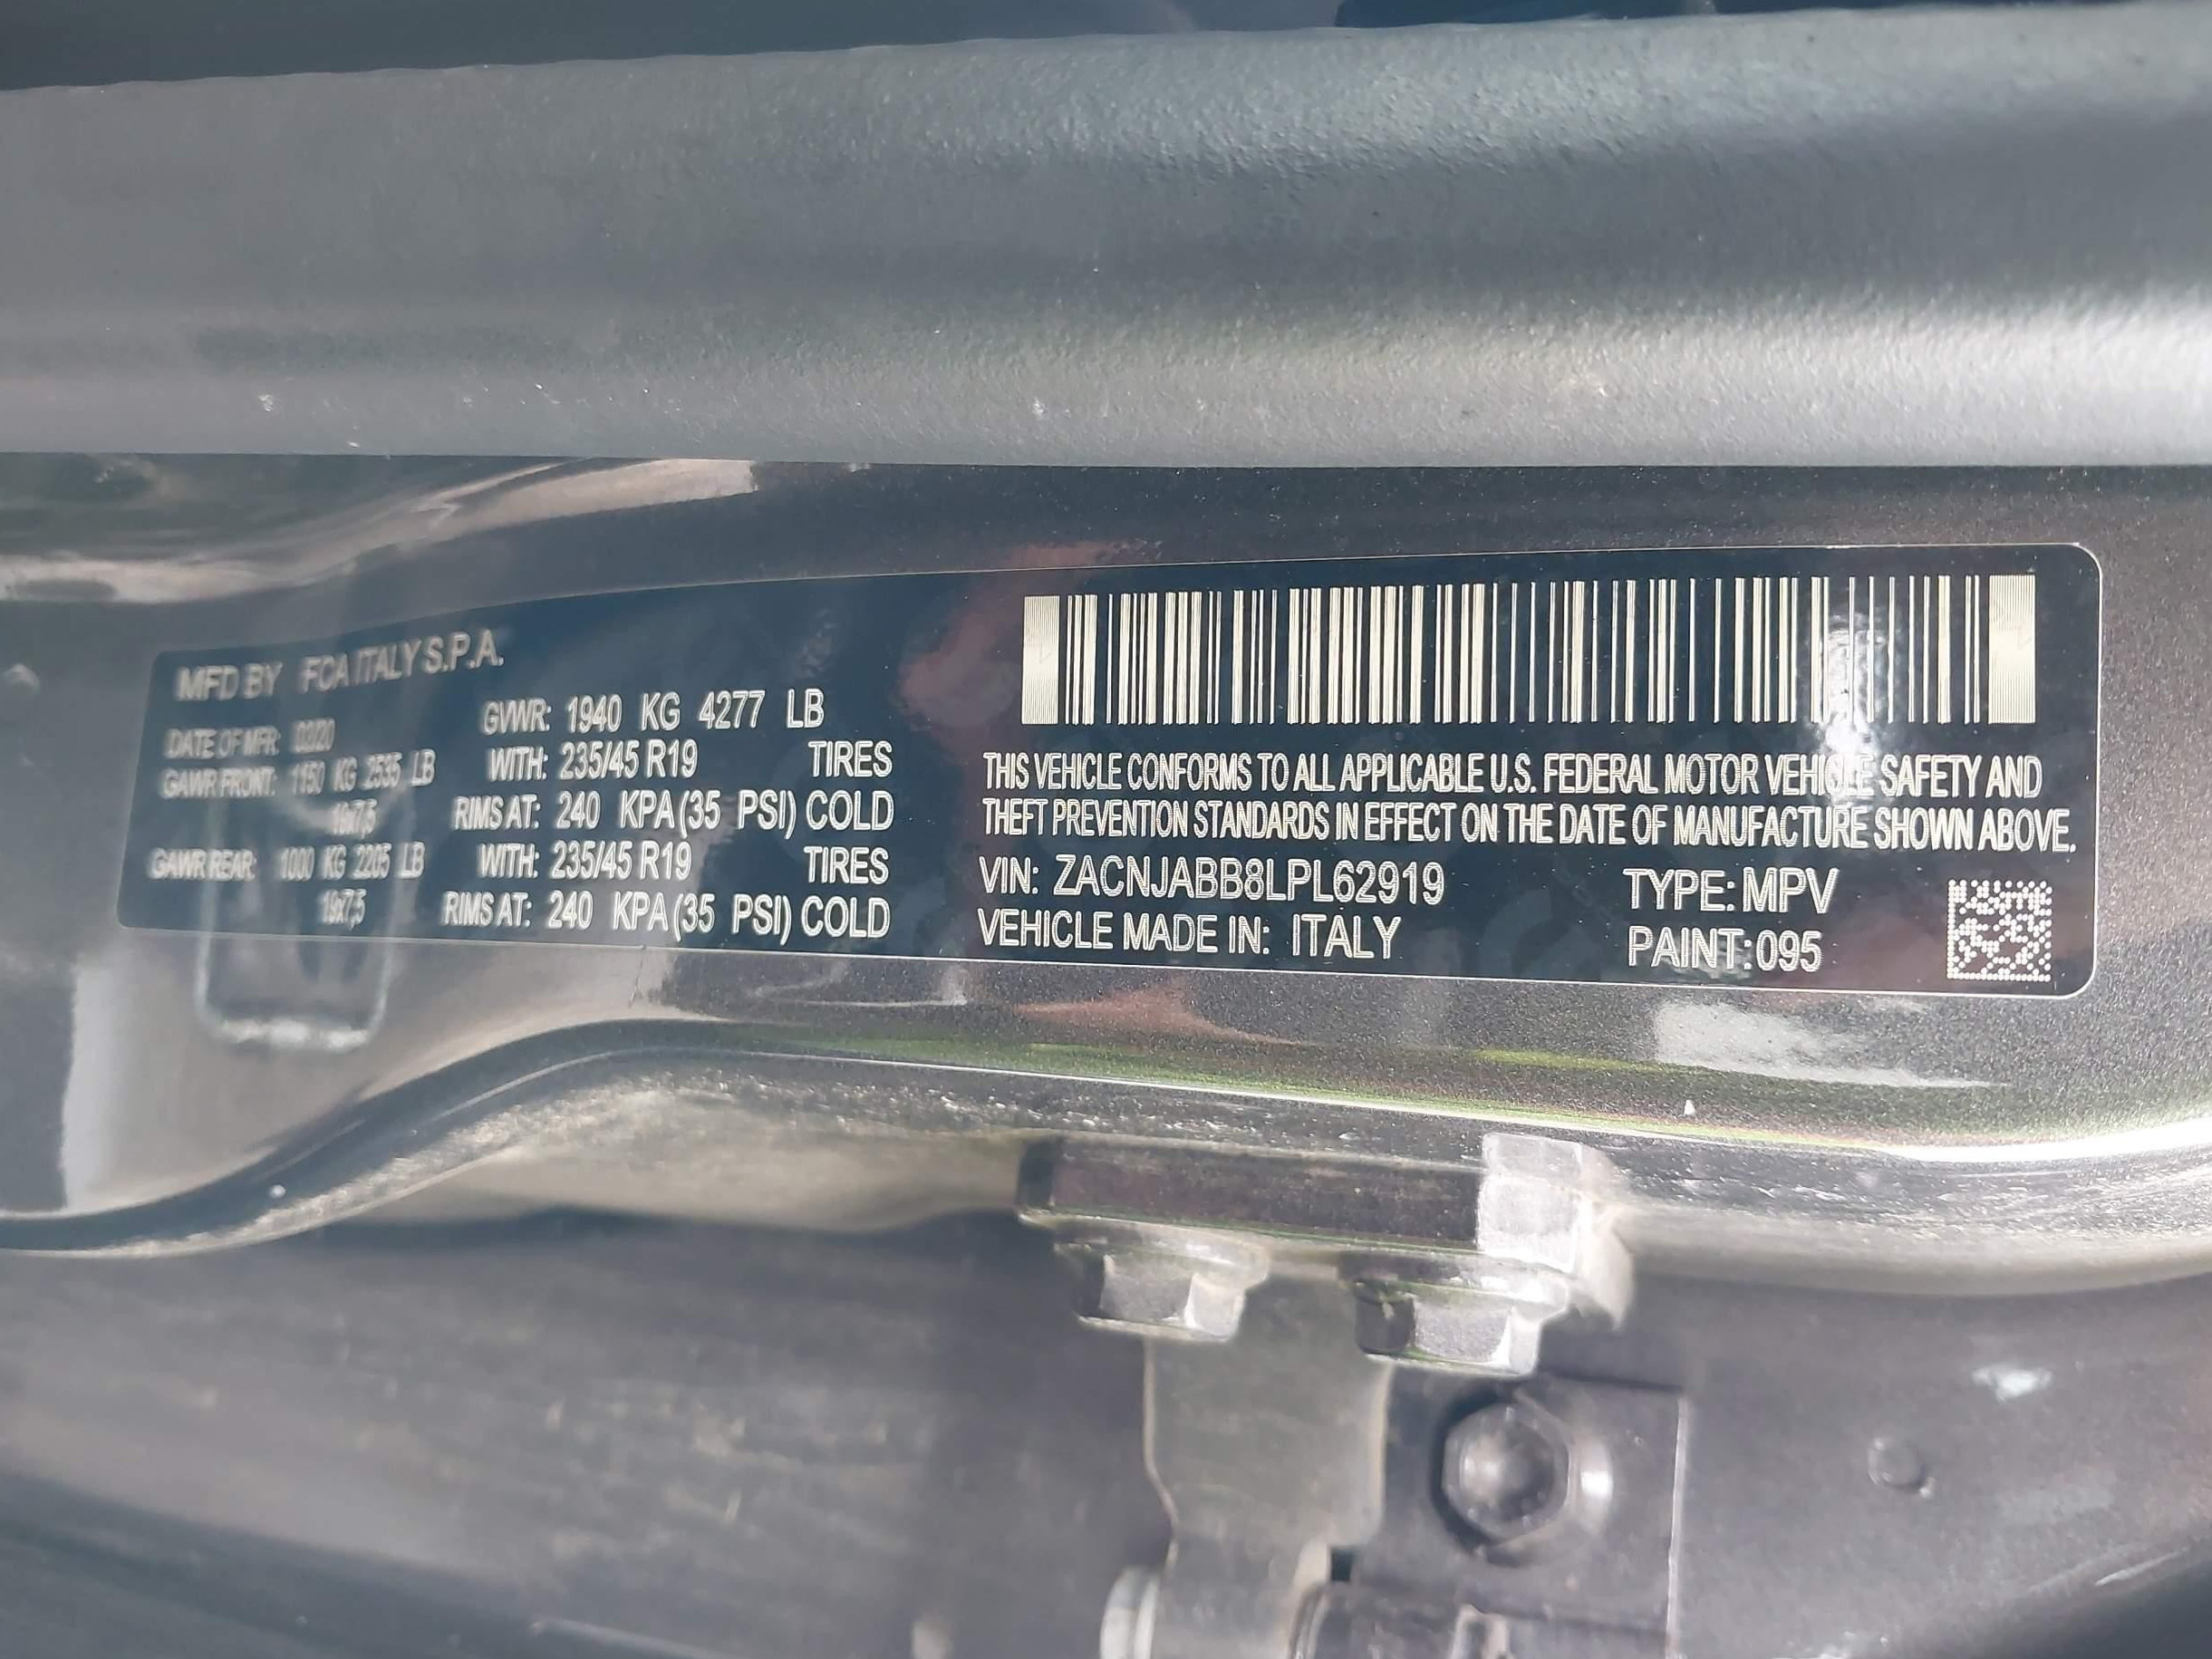 MFD BY FCA ITALY S.P.A.
DATE OF MFR: 02/20
GVWR: 1940 KG 4277 LB
GAWR FRONT: 1150 KG 2535 LB WITH: 235/45 R19 TIRES
19x7,5 RIMS AT: 240 KPA (35 PSI) COLD
GAWR REAR: 1000 KG 2205 LB WITH: 235/45 R19 TIRES
19x7,5 RIMS AT: 240 KPA (35 PSI) COLD
THIS VEHICLE CONFORMS TO ALL APPLICABLE U.S. FEDERAL MOTOR VEHICLE SAFETY AND
THEFT PREVENTION STANDARDS IN EFFECT ON THE DATE OF MANUFACTURE SHOWN ABOVE.
VIN: ZACNJABB8LPL62919 TYPE: MPV
VEHICLE MADE IN: ITALY PAINT: 095